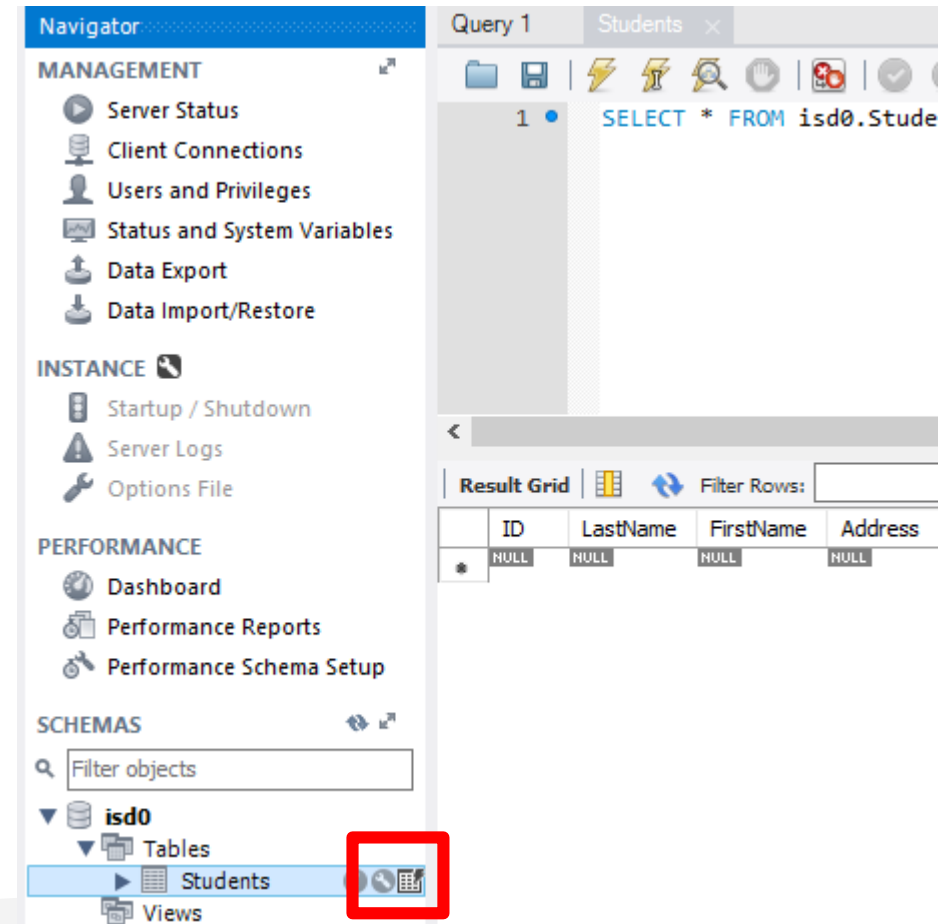 Navigator
MANAGEMENT
Server Status
Client Connections
Users and Privileges
Status and System Variables
Data Export
Data Import/Restore
INSTANCE
Startup / Shutdown
Server Logs
Options File
PERFORMANCE
Dashboard
Performance Reports
Performance Schema Setup
SCHEMAS
Filter objects
isd0
Tables
Students
Views
Query 1 Students
1 SELECT * FROM isd0.Stude
Result Grid Filter Rows:
ID LastName FirstName Address
NULL NULL NULL NULL